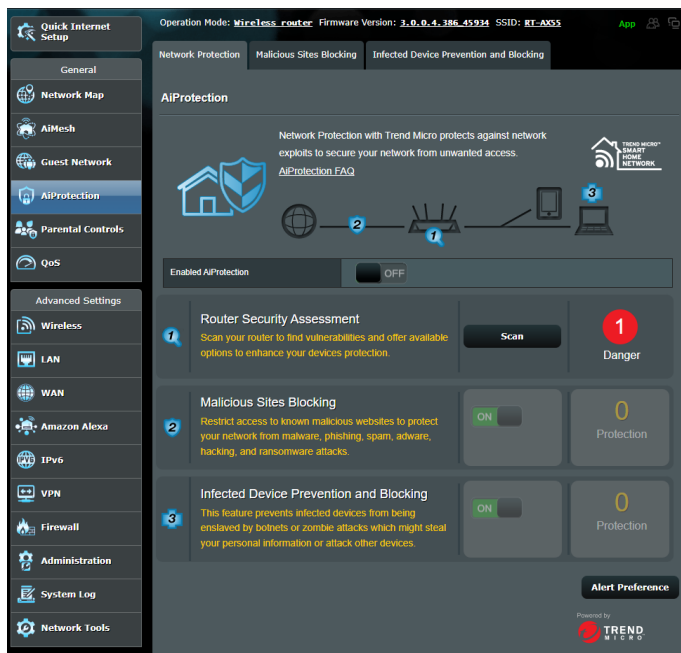 Quick Internet
Setup
Operation Mode: Wireless router Firmware Version: 3.0.0.4.386_45934 SSID: RT-AX55
App
Network Protection
Malicious Sites Blocking
Infected Device Prevention and Blocking
General
Network Map
AiMesh
Guest Network
AiProtection
Parental Controls
QoS
Advanced Settings
Wireless
LAN
WAN
Amazon Alexa
IPv6
VPN
Firewall
Administration
System Log
Network Tools
AiProtection
Network Protection with Trend Micro protects against network
exploits to secure your network from unwanted access.
AiProtection FAQ
TREND MICRO™
SMART
HOME
NETWORK
2
1
3
Enabled AiProtection
OFF
1
Router Security Assessment
Scan your router to find vulnerabilities and offer available
options to enhance your devices protection.
Scan
1
Danger
2
Malicious Sites Blocking
Restrict access to known malicious websites to protect
your network from malware, phishing, spam, adware,
hacking, and ransomware attacks.
ON
0
Protection
3
Infected Device Prevention and Blocking
This feature prevents infected devices from being
enslaved by botnets or zombie attacks which might steal
your personal information or attack other devices.
ON
0
Protection
Alert Preference
Powered by
TREND
MICRO